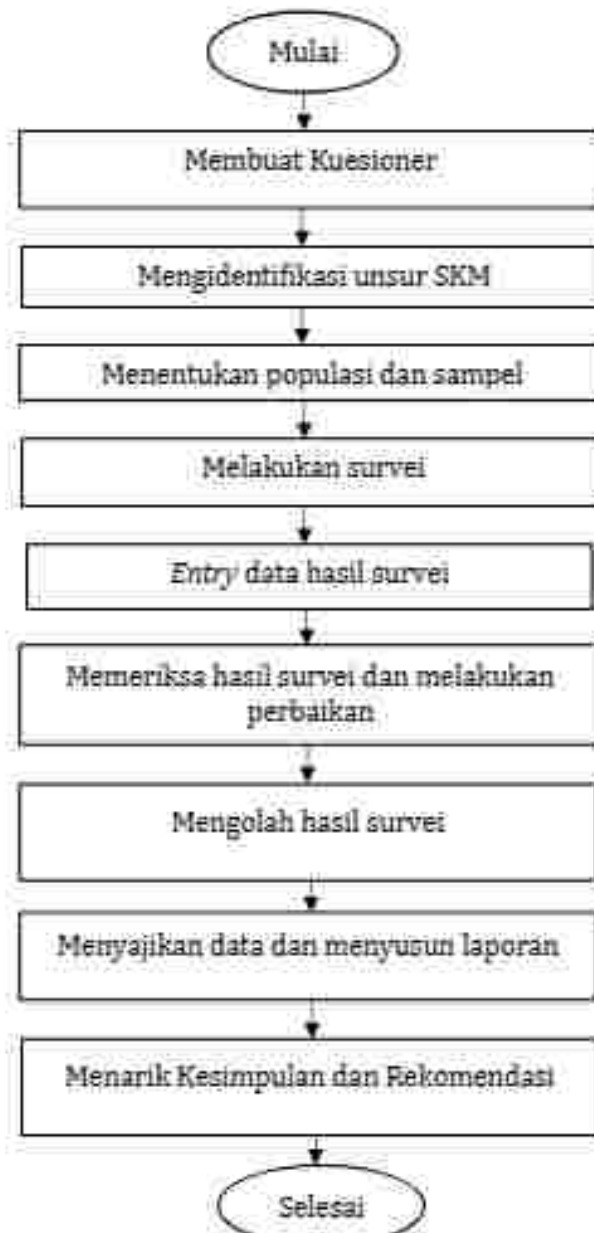 Mulai
Membuat Kuesioner
Mengidentifikasi unsur SKM
Menentukan populasi dan sampel
Melakukan survei
Entry data hasil survei
Memeriksa hasil survei dan melakukan
perbaikan
Mengolah hasil survei
Menyajikan data dan menyusun laporan
Menarik Kesimpulan dan Rekomendasi
Selesai